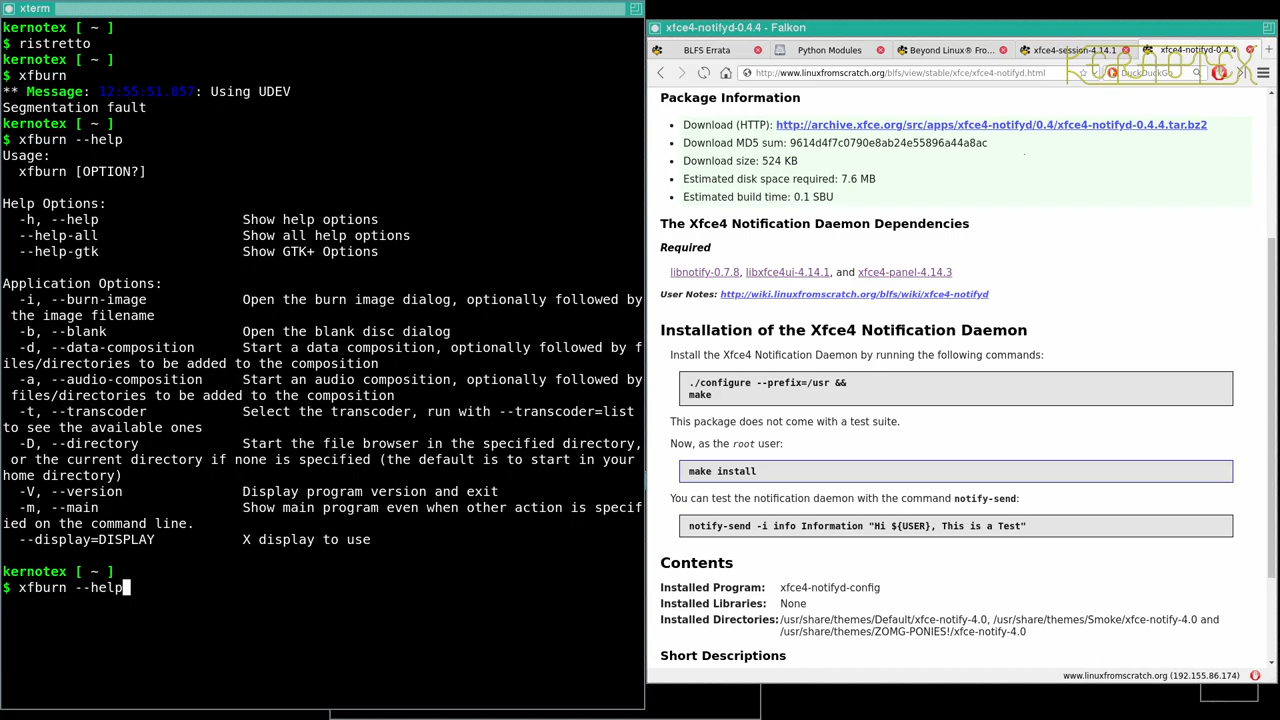 xterm
kernotex [ ~ ]
$ ristretto
kernotex [ ~ ]
$ xfburn
** Message: 12:55:51.857: Using UDEV
Segmentation fault
kernotex [ ~ ]
$ xfburn --help
Usage:
xfburn [OPTION?]
Help Options:
-h, --help Show help options
--help-all Show all help options
--help-gtk Show GTK+ Options
Application Options:
-i, --burn-image Open the burn image dialog, optionally followed by
the image filename
-b, --blank Open the blank disc dialog
-d, --data-composition Start a data composition, optionally followed by f
iles/directories to be added to the composition
-a, --audio-composition Start an audio composition, optionally followed by
files/directories to be added to the composition
-t, --transcoder Select the transcoder, run with --transcoder=list
to see the available ones
-D, --directory Start the file browser in the specified directory,
or the current directory if none is specified (the default is to start in your
home directory)
-V, --version Display program version and exit
-m, --main Show main program even when other action is specif
ied on the command line.
--display=DISPLAY X display to use
kernotex [ ~ ]
$ xfburn --help
xfce4-notifyd-0.4.4 - Falkon
BLFS Errata
Python Modules
Beyond Linux® Fro...
xfce4-session-4.14.1
xfce4-notifyd-0.4.4
KERNOTEX
http://www.linuxfromscratch.org/blfs/view/stable/xfce/xfce4-notifyd.html
DuckDuckGo
Package Information
• Download (HTTP): http://archive.xfce.org/src/apps/xfce4-notifyd/0.4/xfce4-notifyd-0.4.4.tar.bz2
• Download MD5 sum: 9614d4f7c0790e8ab24e55896a44a8ac
• Download size: 524 KB
• Estimated disk space required: 7.6 MB
• Estimated build time: 0.1 SBU
The Xfce4 Notification Daemon Dependencies
Required
libnotify-0.7.8, libxfce4ui-4.14.1, and xfce4-panel-4.14.3
User Notes: http://wiki.linuxfromscratch.org/blfs/wiki/xfce4-notifyd
Installation of the Xfce4 Notification Daemon
Install the Xfce4 Notification Daemon by running the following commands:
./configure --prefix=/usr &&
make
This package does not come with a test suite.
Now, as the root user:
make install
You can test the notification daemon with the command notify-send:
notify-send -i info Information "Hi ${USER}, This is a Test"
Contents
Installed Program: xfce4-notifyd-config
Installed Libraries: None
Installed Directories: /usr/share/themes/Default/xfce-notify-4.0, /usr/share/themes/Smoke/xfce-notify-4.0 and
/usr/share/themes/ZOMG-PONIES!/xfce-notify-4.0
Short Descriptions
www.linuxfromscratch.org (192.155.86.174)